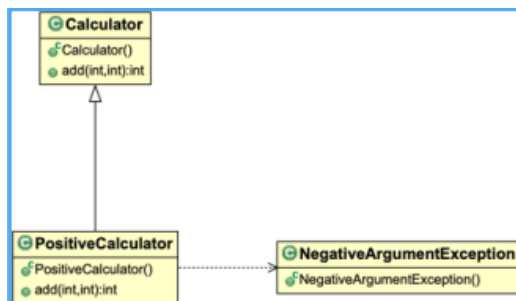 Calculator
Calculator()
add(int,int):int
PositiveCalculator
PositiveCalculator()
add(int,int):int
NegativeArgumentException
NegativeArgumentException()